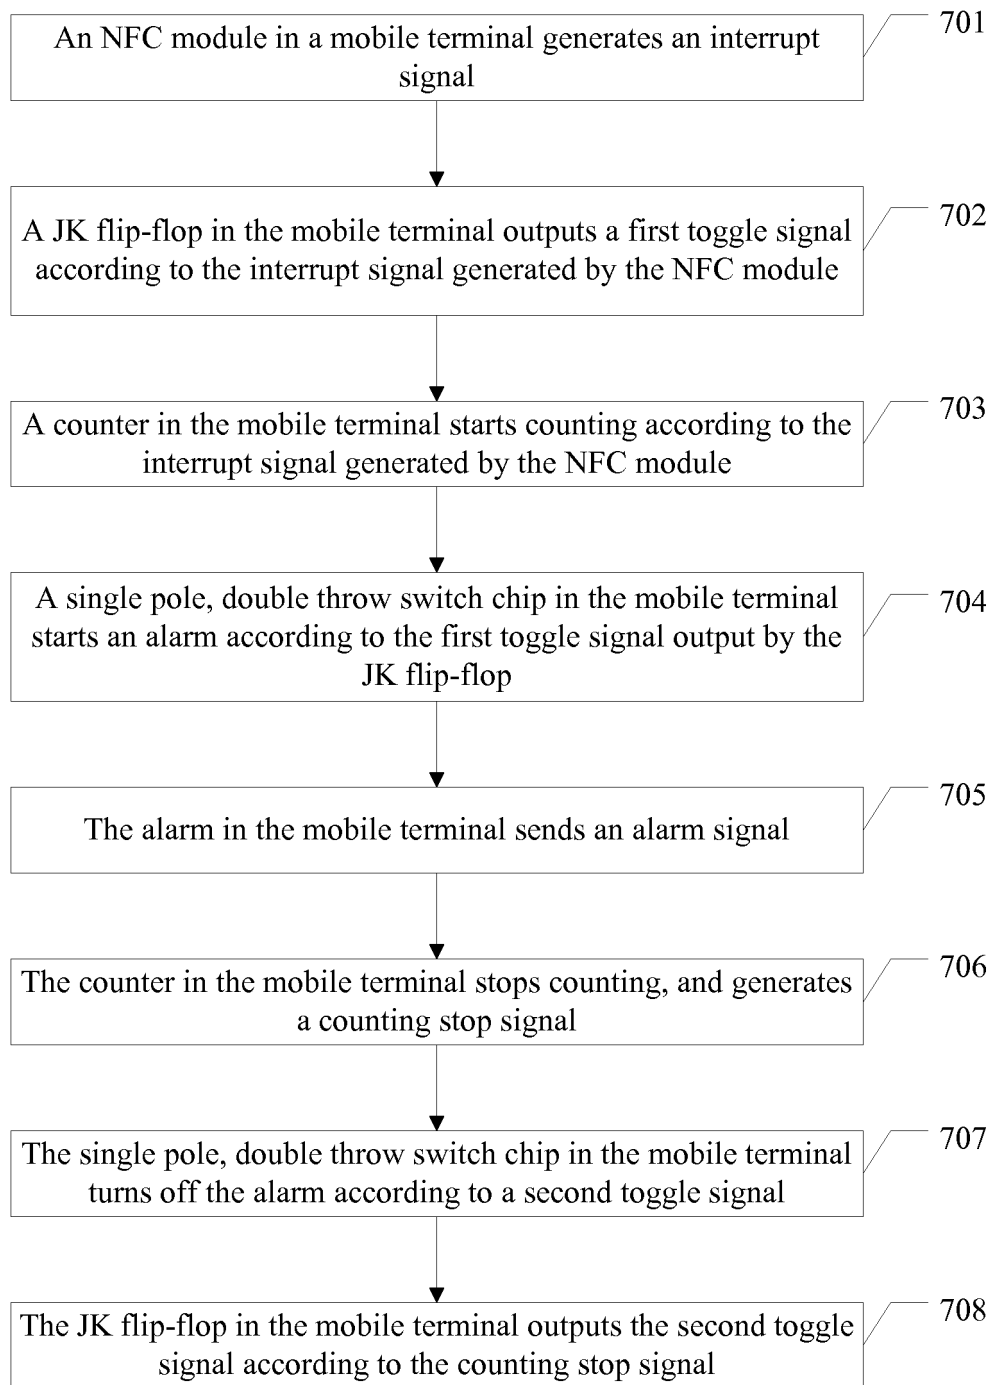 An NFC module in a mobile terminal generates an interrupt
signal
701
A JK flip-flop in the mobile terminal outputs a first toggle signal
according to the interrupt signal generated by the NFC module
702
A counter in the mobile terminal starts counting according to the
interrupt signal generated by the NFC module
703
A single pole, double throw switch chip in the mobile terminal
starts an alarm according to the first toggle signal output by the
JK flip-flop
704
The alarm in the mobile terminal sends an alarm signal
705
The counter in the mobile terminal stops counting, and generates
a counting stop signal
706
The single pole, double throw switch chip in the mobile terminal
turns off the alarm according to a second toggle signal
707
The JK flip-flop in the mobile terminal outputs the second toggle
signal according to the counting stop signal
708